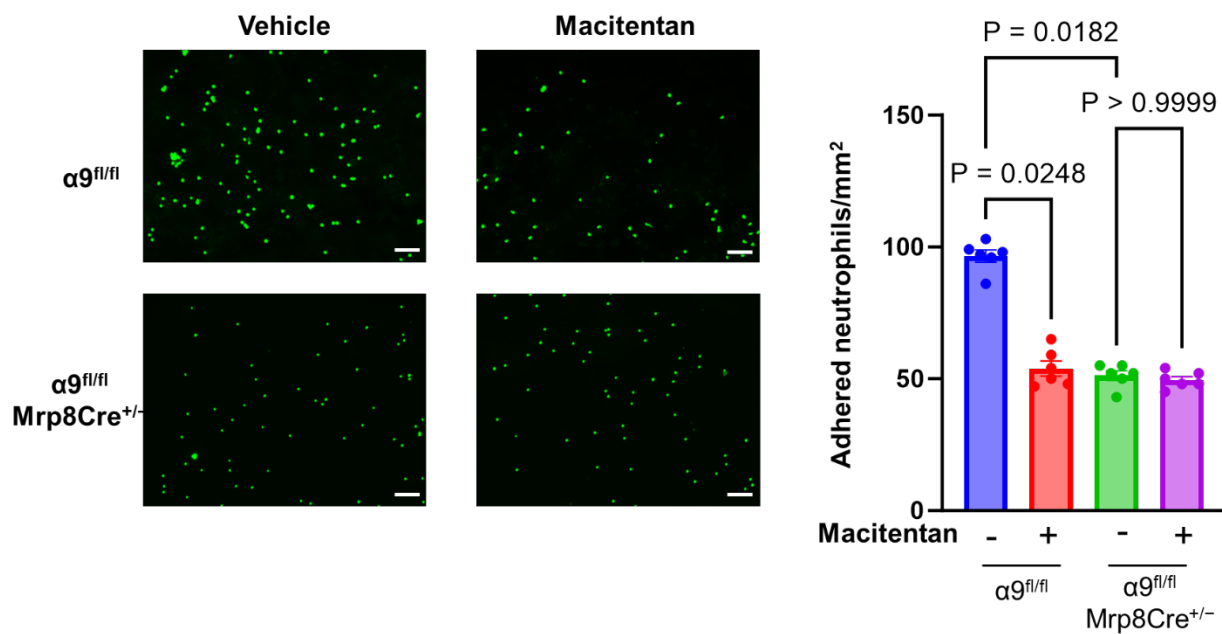 Vehicle
Macitentan
α9fl/fl
α9fl/fl
Mrp8Cre+/-
P = 0.0182
P > 0.9999
P = 0.0248
Adhered neutrophils/mm2
150
100
50
0
Macitentan - + - +
α9fl/fl
α9fl/fl
Mrp8Cre+/−